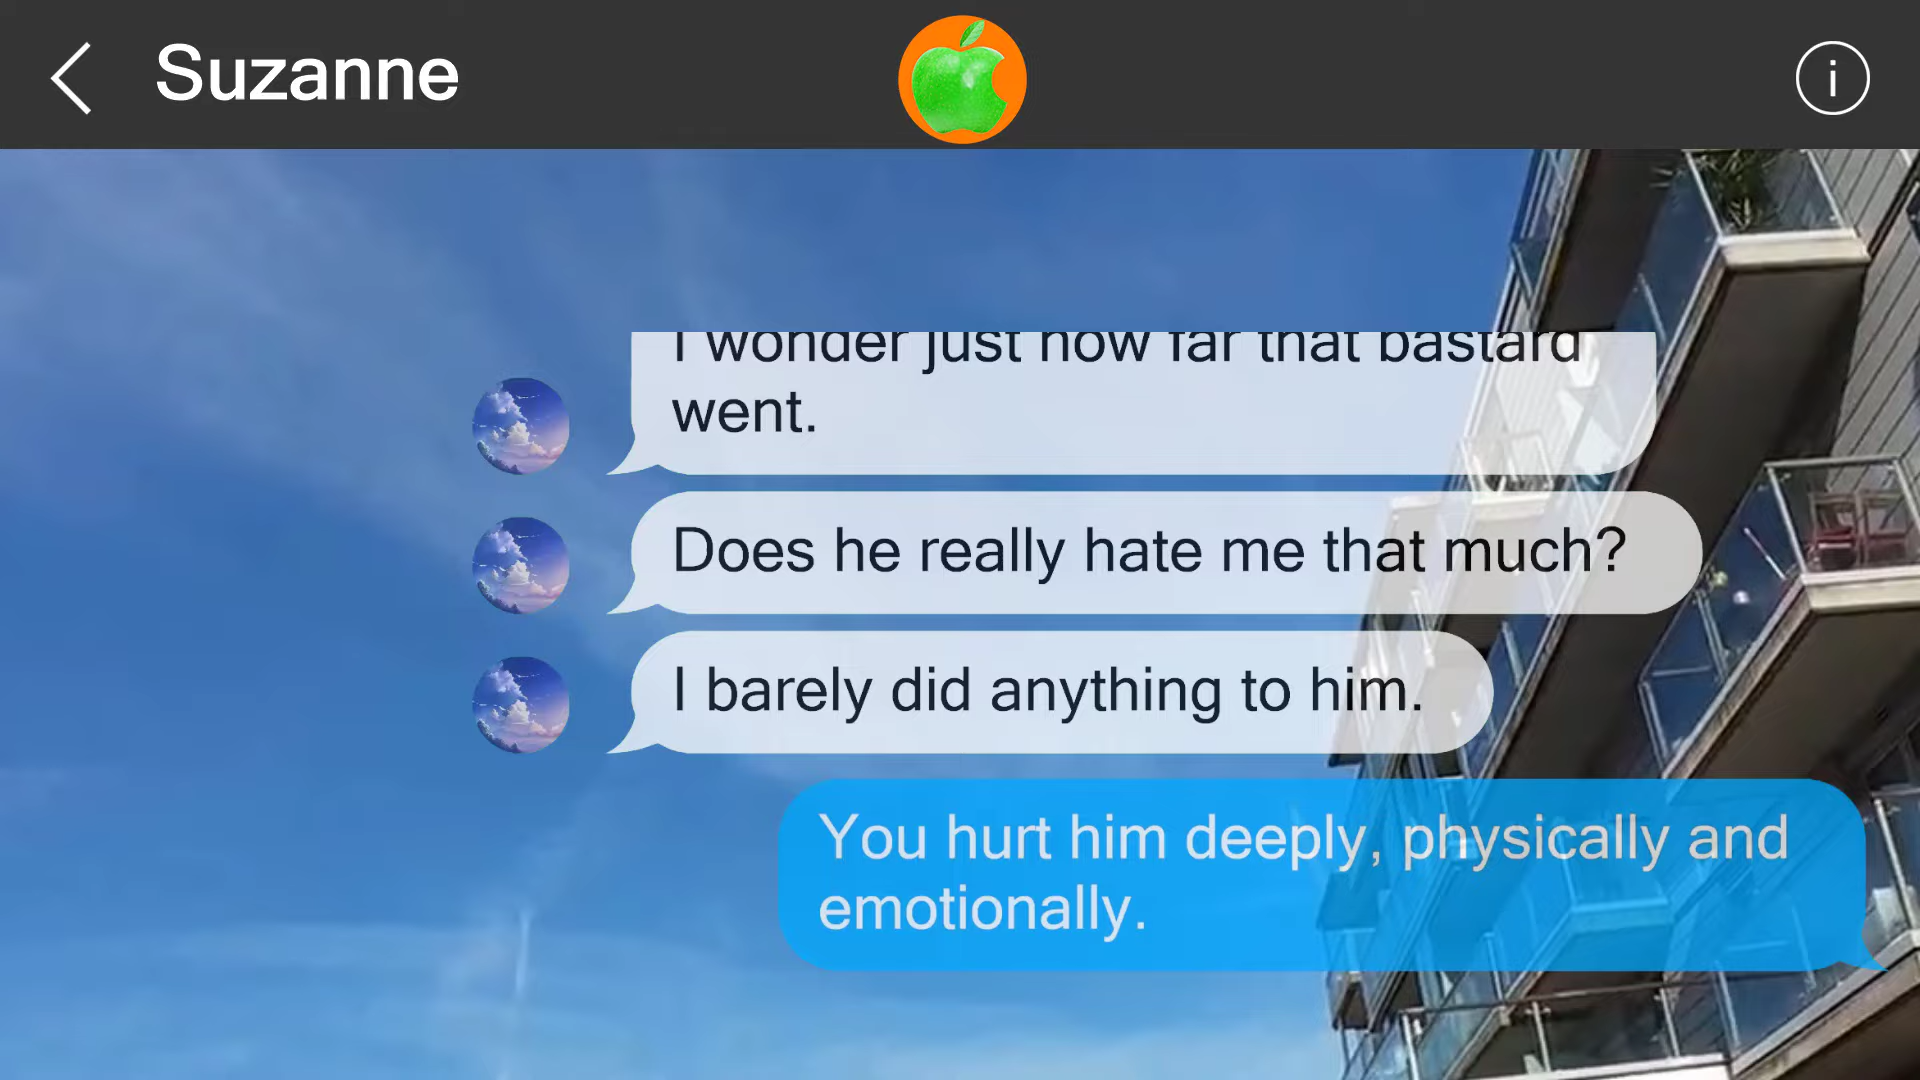 Suzanne
I wonder just how far that bastard
went.
Does he really hate me that much?
I barely did anything to him.
You hurt him deeply, physically and
emotionally.